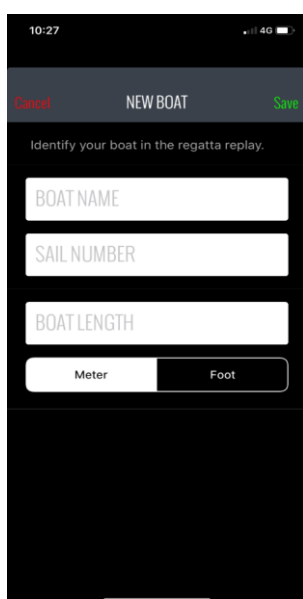 10:27 4G
Cancel NEW BOAT Save
Identify your boat in the regatta replay.
BOAT NAME
SAIL NUMBER
BOAT LENGTH
Meter Foot